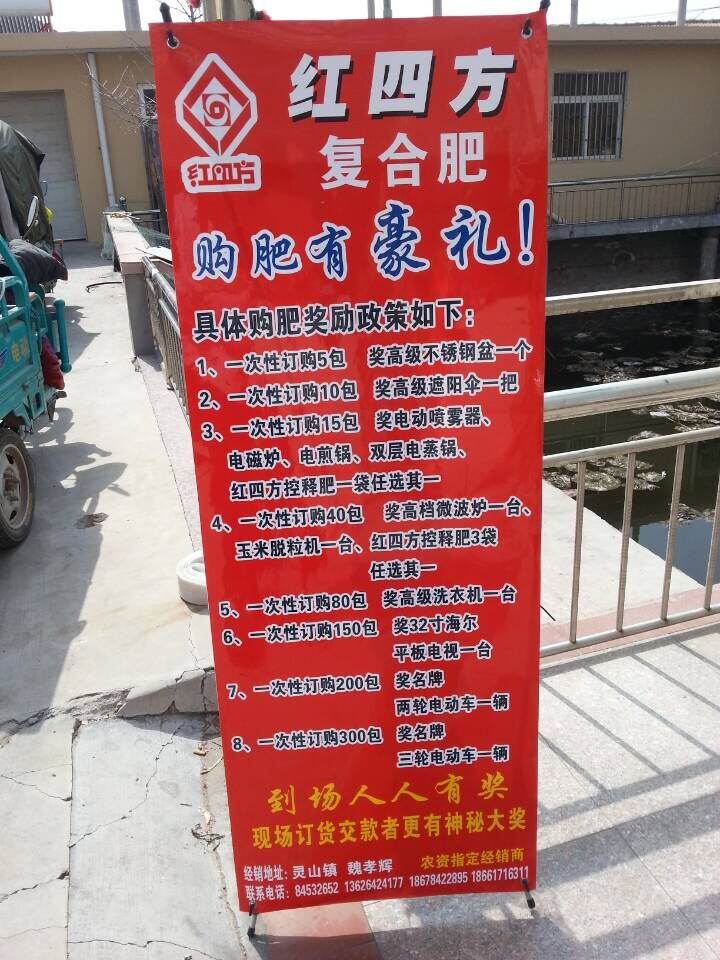 红四方
红四方
复合肥
购肥有豪礼!
具体购肥奖励政策如下:
1、一次性订购5包 奖高级不锈钢盆一个
2、一次性订购10包 奖高级遮阳伞一把
3、一次性订购15包 奖电动喷雾器、
电磁炉、电煎锅、双层电蒸锅、
红四方控释肥一袋任选其一
4、一次性订购40包 奖高档微波炉一台、
玉米脱粒机一台、红四方控释肥3袋
任选其一
5、一次性订购80包 奖高级洗衣机一台
6、一次性订购150包 奖32寸海尔
平板电视一台
7、一次性订购200包 奖名牌
两轮电动车一辆
8、一次性订购300包 奖名牌
三轮电动车一辆
到场人人有奖
现场订货交款者更有神秘大奖
经销地址:灵山镇 魏孝辉 农资指定经销商
联系电话:84532652 13626424177 18678422895 18661716311
电动